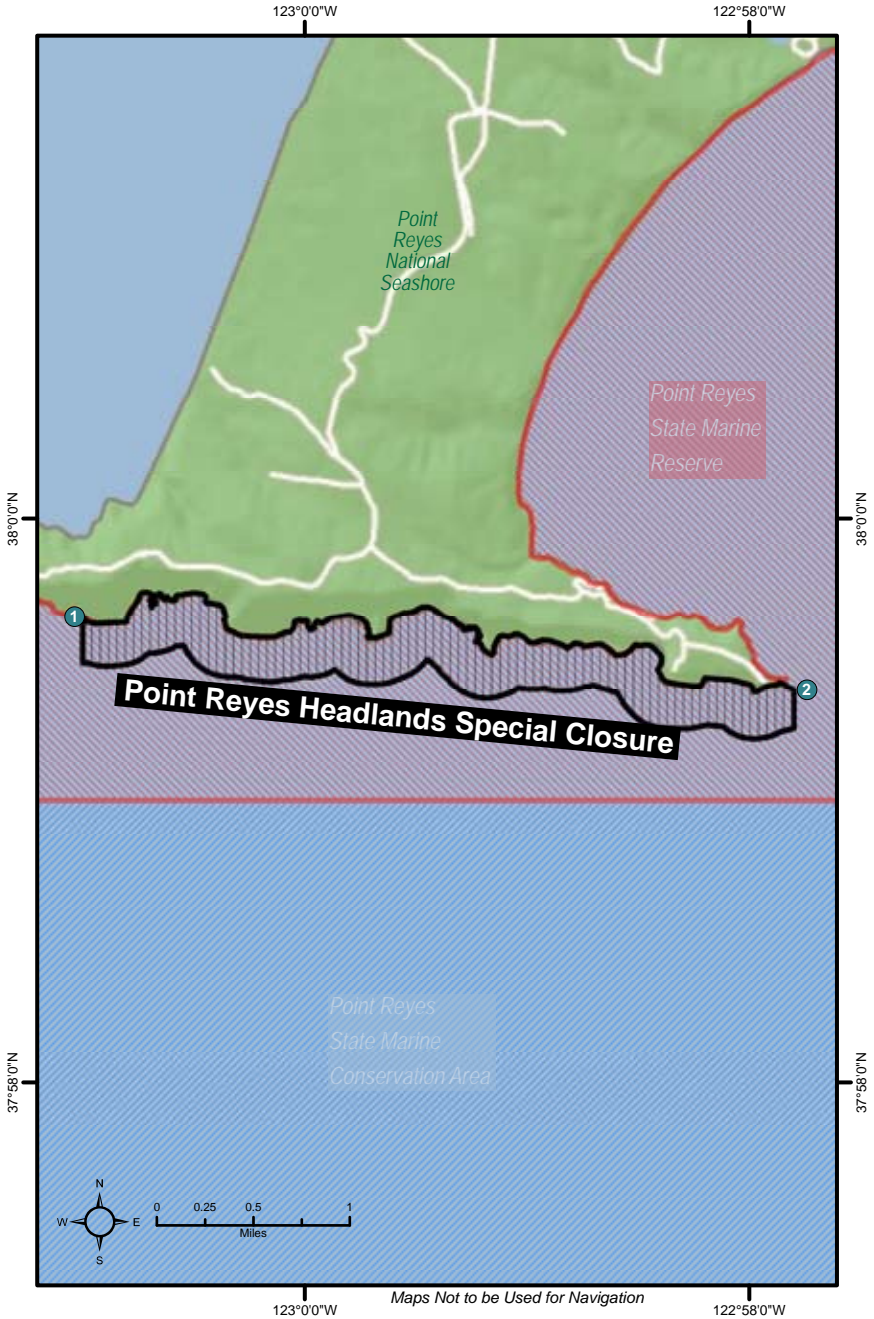 123°0'0"W
122°58'0"W
Point
Reyes
National
Seashore
Point Reyes
State Marine
Reserve
38°0'0"N
38°0'0"N
1
2
Point Reyes Headlands Special Closure
Point Reyes
State Marine
Conservation Area
37°58'0"N
37°58'0"N
N
W
E
S
0
0.25
0.5
1
Miles
Maps Not to be Used for Navigation
123°0'0"W
122°58'0"W